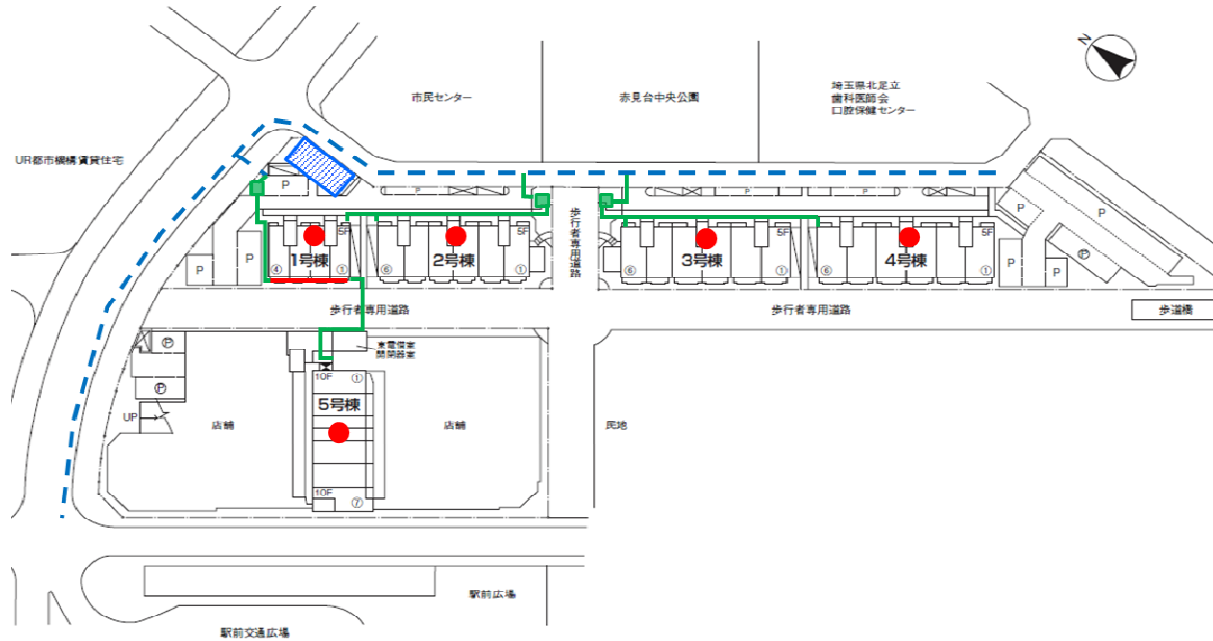 N
市民センター
赤見台中央公園
埼玉県北足立
歯科医師会
口腔保健センター
UR都市機構賃貸住宅
P
P
P
P
P
P
P
P
P
P
Ⓟ
歩行者専用道路
5F
1号棟
④
①
5F
2号棟
⑥
①
5F
3号棟
⑥
①
5F
4号棟
⑥
①
歩行者専用道路
歩行者専用道路
歩道橋
東電借室
開閉器室
Ⓟ
Ⓟ
UP
10F
①
5号棟
10F
⑦
店舗
店舗
民地
駅前広場
駅前交通広場